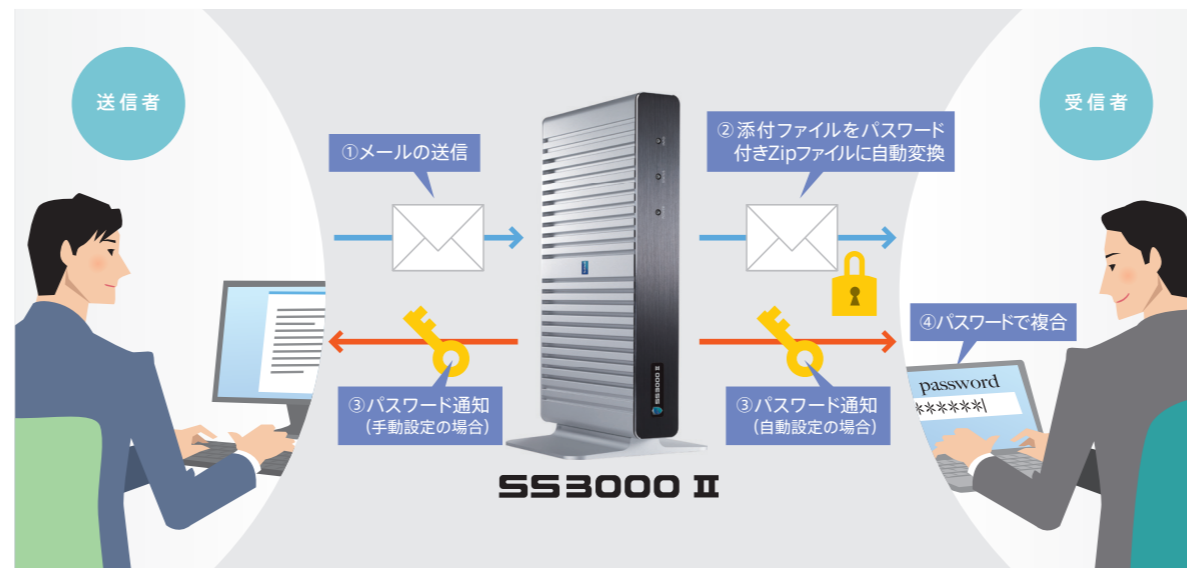 送信者
受信者
①メールの送信
②添付ファイルをパスワード
付きZipファイルに自動変換
③パスワード通知
（手動設定の場合）
③パスワード通知
（自動設定の場合）
④パスワードで複合
password
******
SS3000 II
SS3000 II